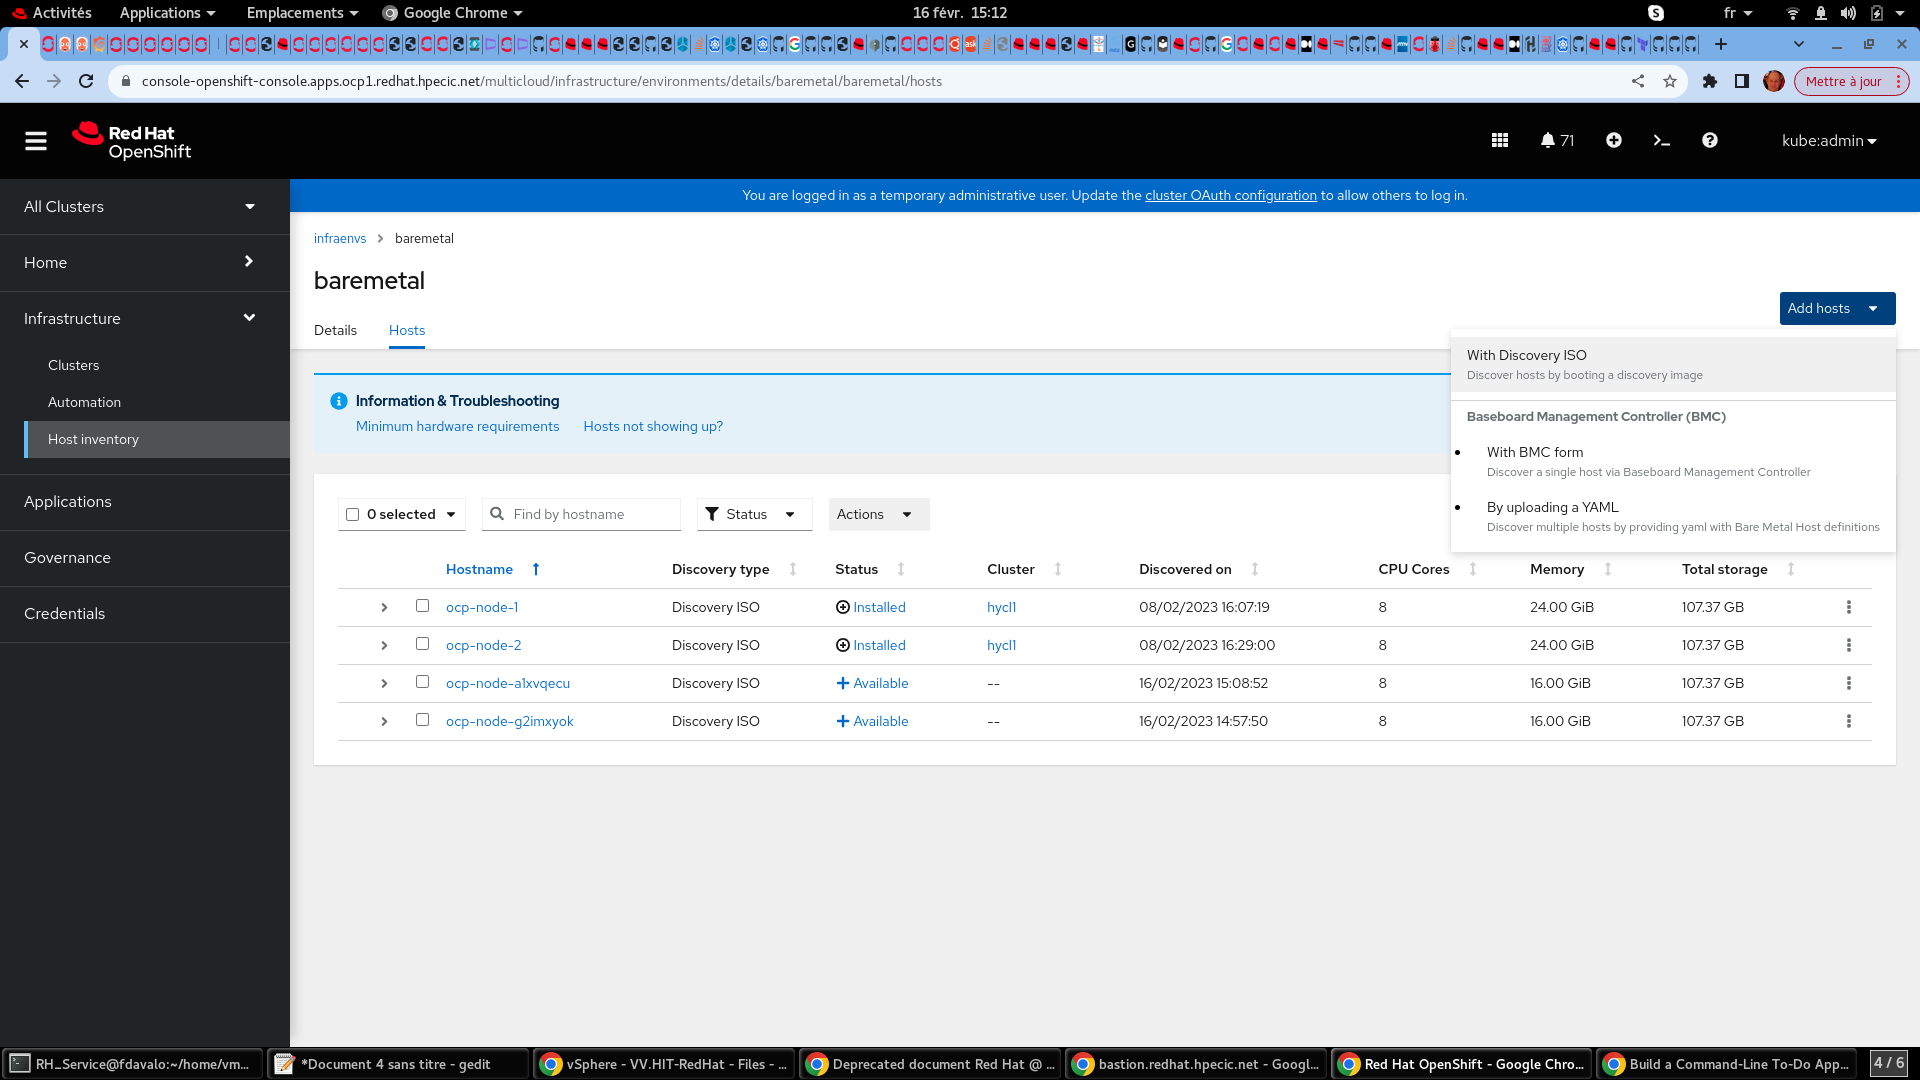 Activités Applications Emplacements Google Chrome 16 févr. 15:12 fr
console-openshift-console.apps.ocp1.redhat.hpecic.net/multicloud/infrastructure/environments/details/baremetal/baremetal/hosts Mettre à jour
Red Hat
OpenShift
71
kube:admin
All Clusters
Home
Infrastructure
Clusters
Automation
Host inventory
Applications
Governance
Credentials
You are logged in as a temporary administrative user. Update the cluster OAuth configuration to allow others to log in.
infraenvs baremetal
baremetal
Add hosts
Details Hosts
With Discovery ISO
Discover hosts by booting a discovery image
Baseboard Management Controller (BMC)
With BMC form
Discover a single host via Baseboard Management Controller
By uploading a YAML
Discover multiple hosts by providing yaml with Bare Metal Host definitions
Information & Troubleshooting
Minimum hardware requirements Hosts not showing up?
0 selected Find by hostname Status Actions
Hostname Discovery type Status Cluster Discovered on CPU Cores Memory Total storage
ocp-node-1 Discovery ISO Installed hycl1 08/02/2023 16:07:19 8 24.00 GiB 107.37 GB
ocp-node-2 Discovery ISO Installed hycl1 08/02/2023 16:29:00 8 24.00 GiB 107.37 GB
ocp-node-a1xvqecu Discovery ISO Available -- 16/02/2023 15:08:52 8 16.00 GiB 107.37 GB
ocp-node-g2imxyok Discovery ISO Available -- 16/02/2023 14:57:50 8 16.00 GiB 107.37 GB
RH_Service@fdavalo:~/home/vm... *Document 4 sans titre - gedit vSphere - VV.HIT-RedHat - Files - ... Deprecated document Red Hat @ ... bastion.redhat.hpecic.net - Googl... Red Hat OpenShift - Google Chro... Build a Command-Line To-Do App... 4 / 6